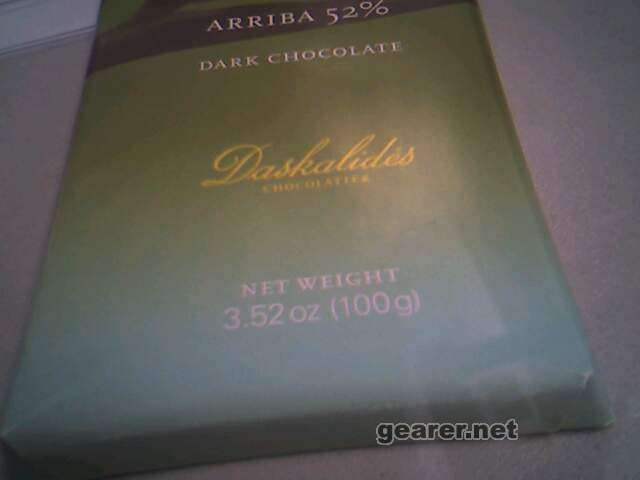 ARRIBA 52%
DARK CHOCOLATE
Daskalidès
CHOCOLATIER
NET WEIGHT
3.52 oz (100g)
gearer.net